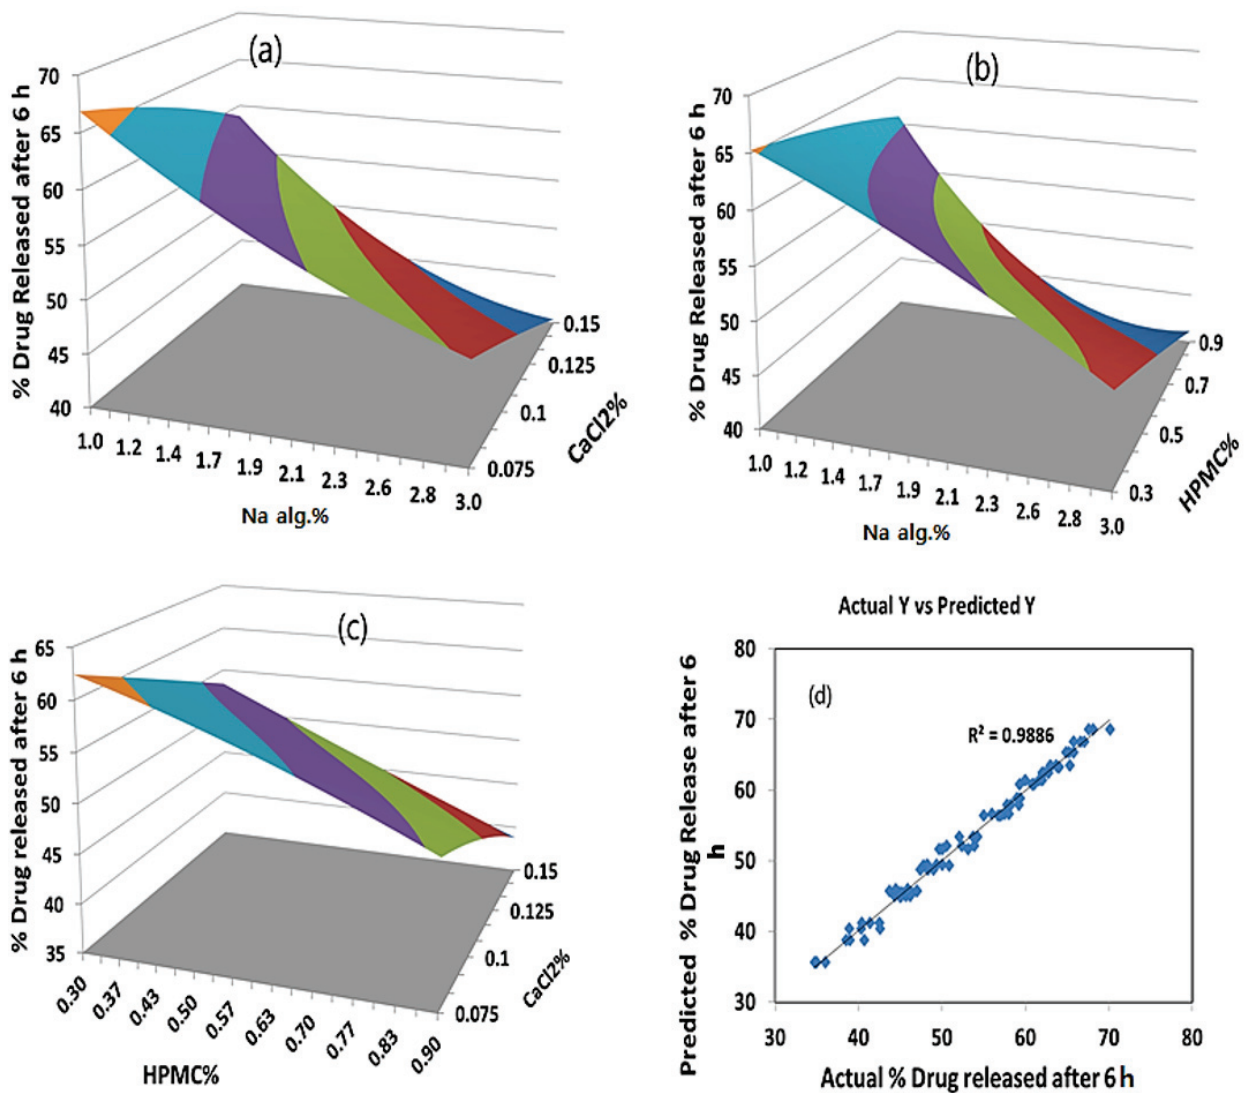 (a)
% Drug Released after 6 h
70
65
60
55
50
45
40
1.0 1.2 1.4 1.7 1.9 2.1 2.3 2.6 2.8 3.0
Na alg.%
0.15
0.125
0.1
0.075
CaCl2%
(b)
% Drug Released after 6 h
70
65
60
55
50
45
40
1.0 1.2 1.4 1.7 1.9 2.1 2.3 2.6 2.8 3.0
Na alg.%
0.9
0.7
0.5
0.3
HPMC%
(c)
% Drug released after 6 h
65
60
55
50
45
40
35
0.30 0.37 0.43 0.50 0.57 0.63 0.70 0.77 0.83 0.90
HPMC%
0.15
0.125
0.1
0.075
CaCl2%
Actual Y vs Predicted Y
(d)
R² = 0.9886
Predicted % Drug Release after 6
h
80
70
60
50
40
30
30 40 50 60 70 80
Actual % Drug released after 6 h